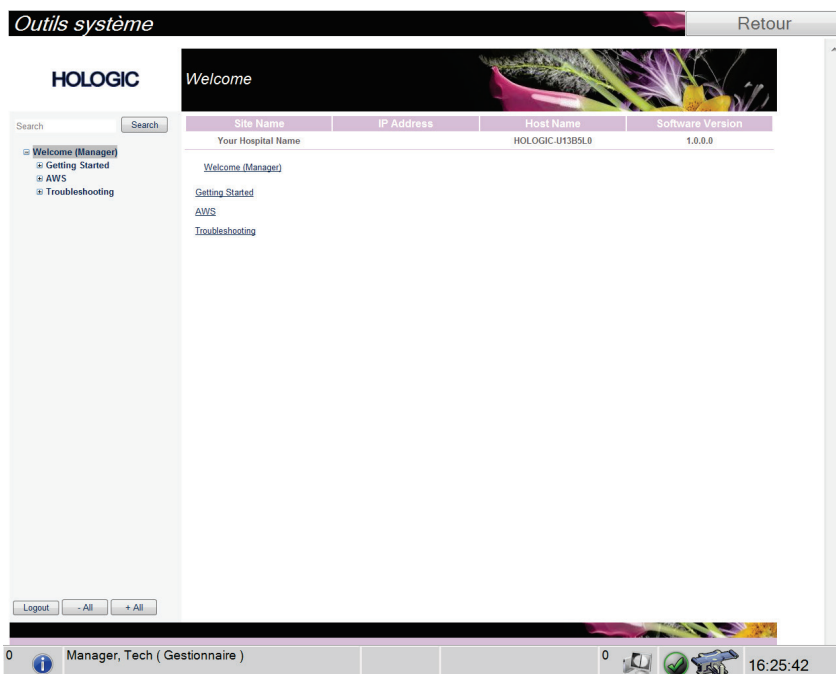 Outils système
Retour
HOLOGIC
Welcome
Search
Search
Site Name IP Address Host Name Software Version
Your Hospital Name HOLOGIC-U13B5L0 1.0.0.0
Welcome (Manager)
Getting Started
AWS
Troubleshooting
Welcome (Manager)
Getting Started
AWS
Troubleshooting
Logout - All + All
0 Manager, Tech ( Gestionnaire ) 0 16:25:42